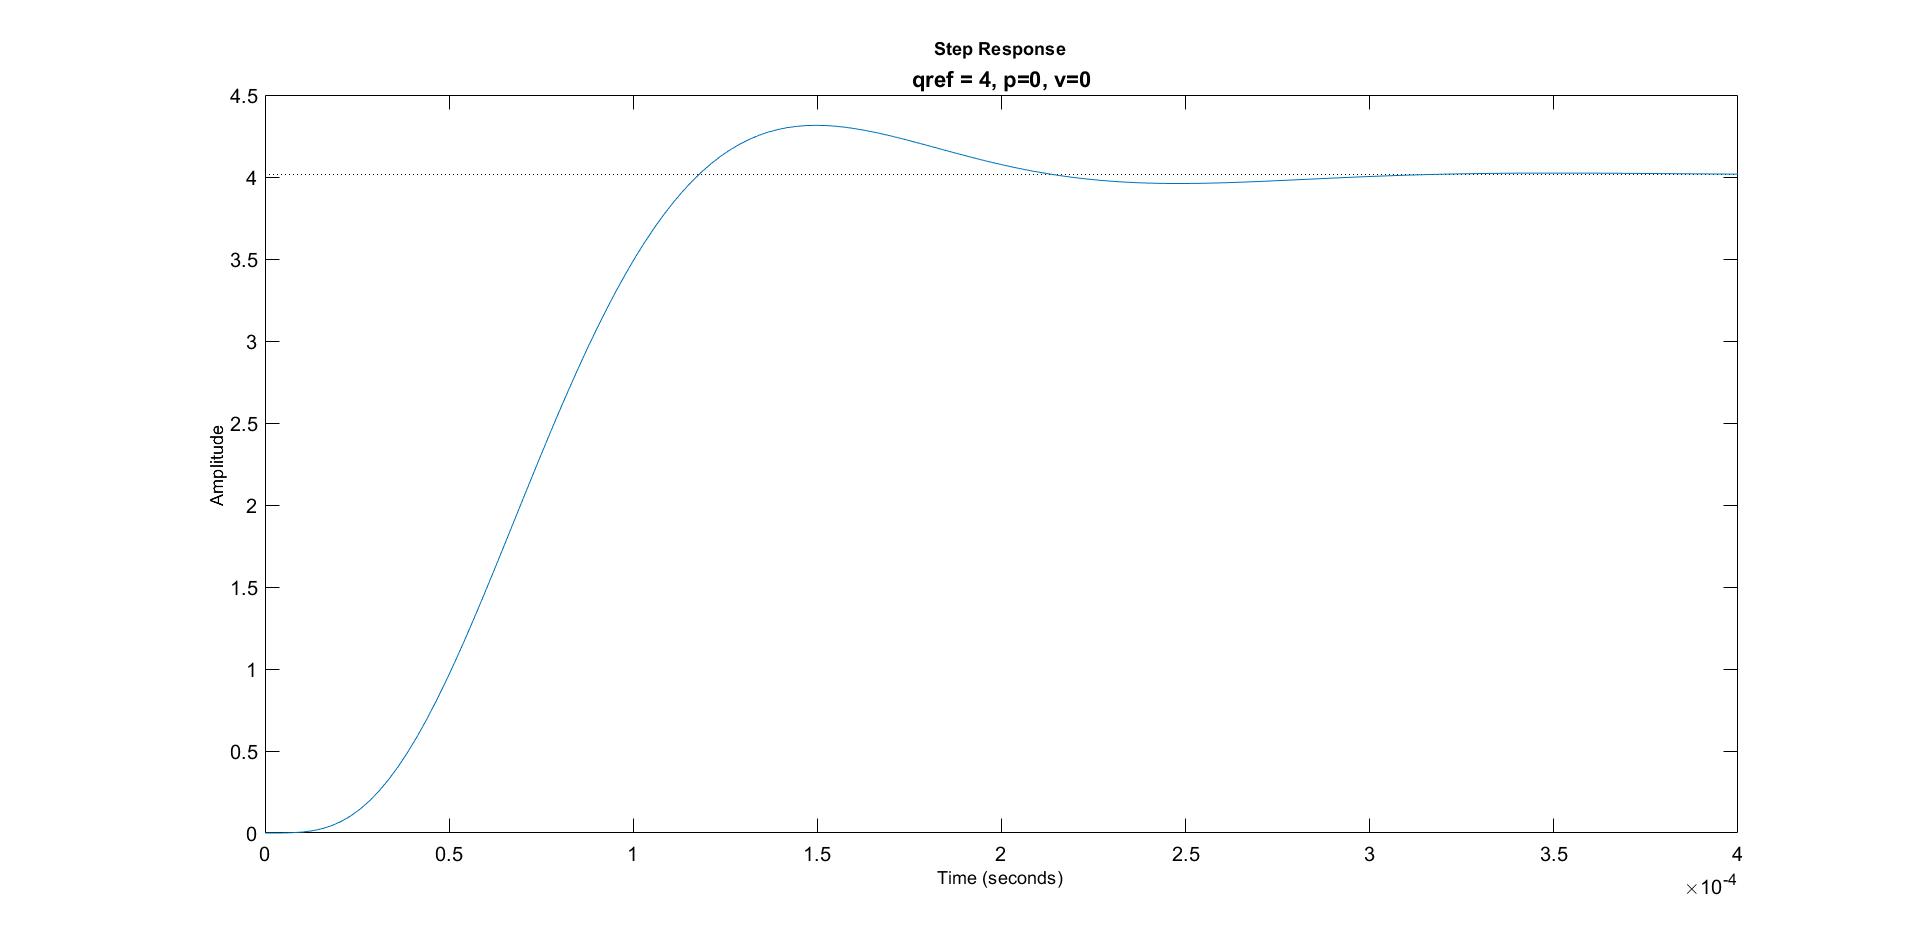 Step Response
qref = 4, p=0, v=0
4.5
4
3.5
3
2.5
2
1.5
1
0.5
0
Amplitude
0 0.5 1 1.5 2 2.5 3 3.5 4
Time (seconds)
×10-4